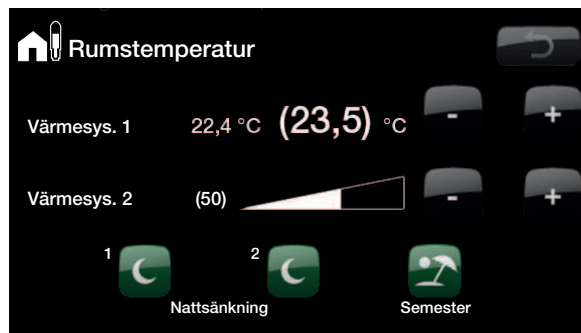 Rumstemperatur
Värmesys. 1 22,4 °C (23,5) °C - +
Värmesys. 2 (50) - +
1 2
Nattsänkning Semester